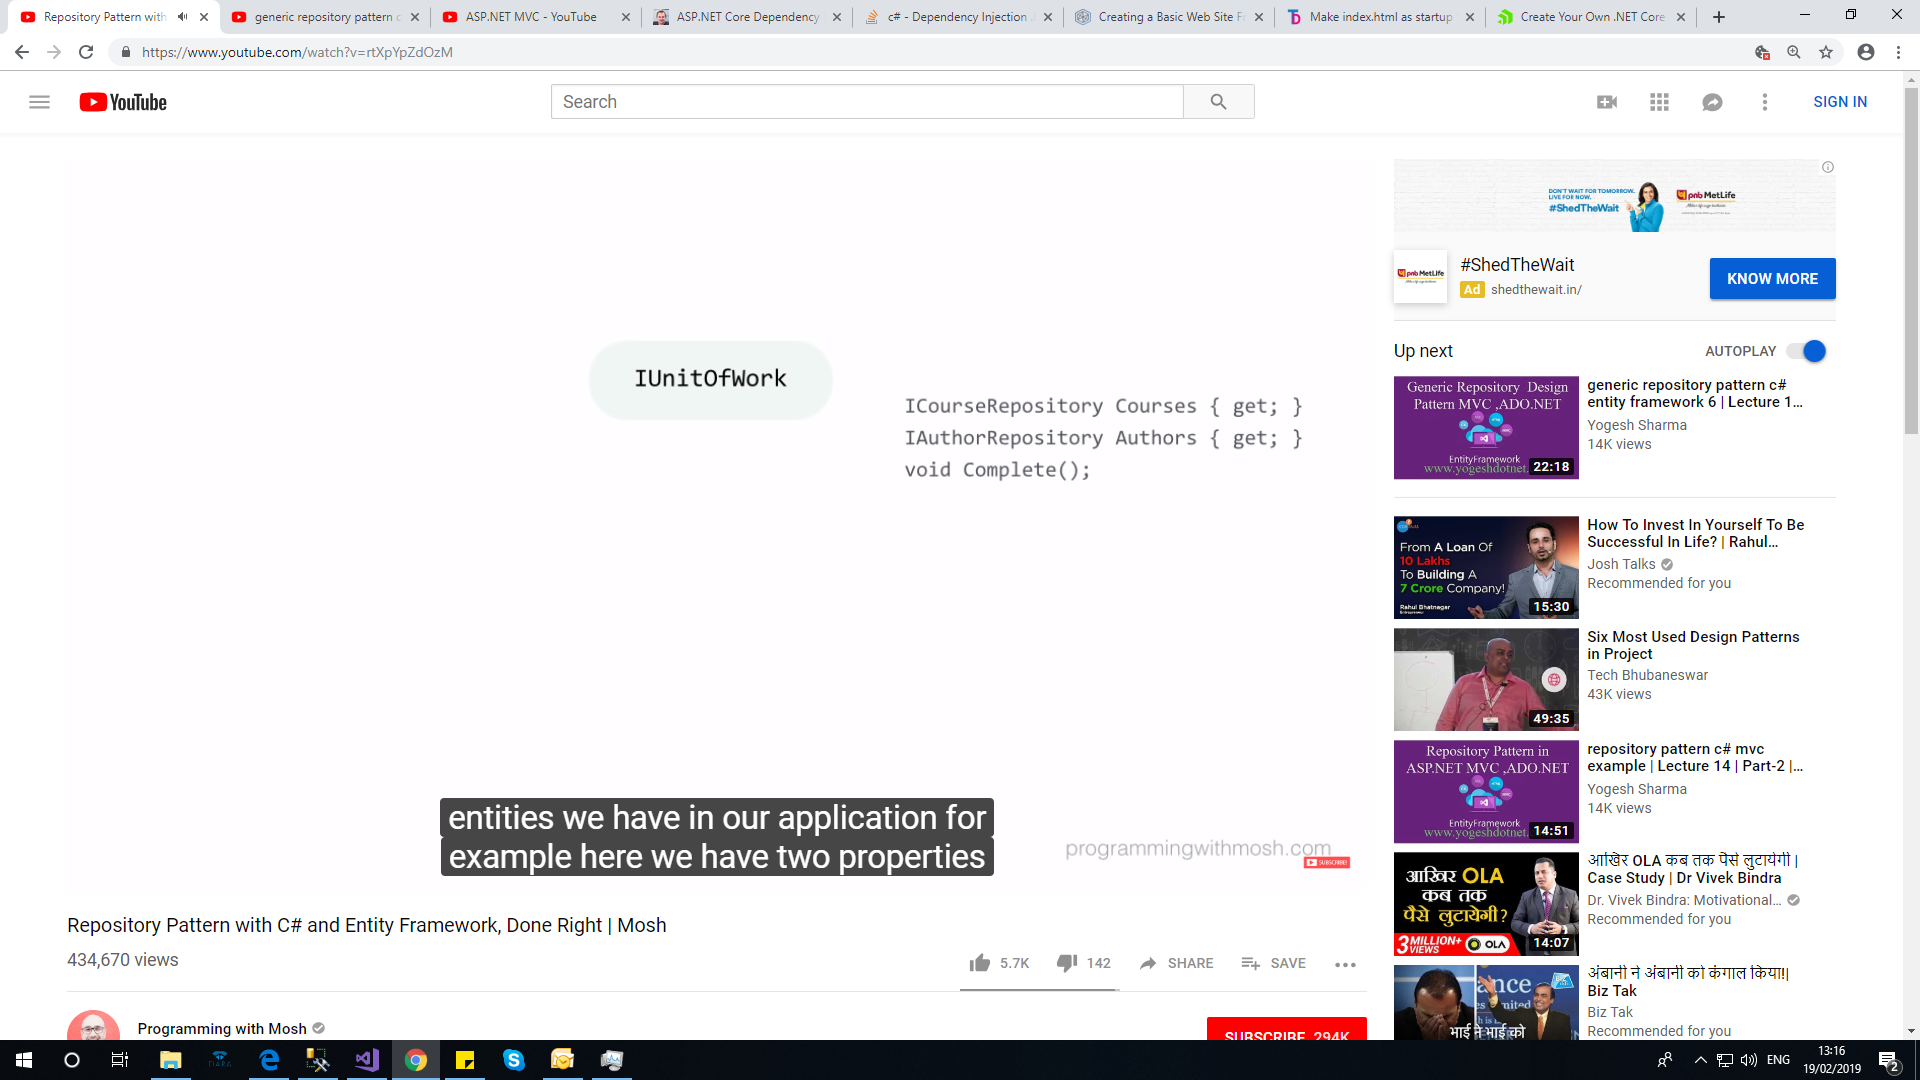 Repository Pattern with
generic repository pattern c
ASP.NET MVC - YouTube
ASP.NET Core Dependency
c# - Dependency Injection
Creating a Basic Web Site F
Make index.html as startup
Create Your Own .NET Core
https://www.youtube.com/watch?v=rtXpYpZdOzM
YouTube
Search
SIGN IN
DON'T WAIT FOR TOMORROW.
LIVE FOR NOW.
#ShedTheWait
pnb MetLife
pnb MetLife
#ShedTheWait
Ad shedthewait.in/
KNOW MORE
IUnitOfWork
ICourseRepository Courses { get; }
IAuthorRepository Authors { get; }
void Complete();
entities we have in our application for
example here we have two properties
programmingwithmosh.com
SUBSCRIBE
Repository Pattern with C# and Entity Framework, Done Right | Mosh
434,670 views
5.7K
142
SHARE
SAVE
Programming with Mosh
SUBSCRIBE 294K
Up next
AUTOPLAY
Generic Repository Design
Pattern MVC ,ADO.NET
EntityFramework
www.yogeshdotnet.
22:18
generic repository pattern c#
entity framework 6 | Lecture 1...
Yogesh Sharma
14K views
From A Loan Of
10 Lakhs
To Building A
7 Crore Company!
Rahul Bhatnagar
15:30
How To Invest In Yourself To Be
Successful In Life? | Rahul...
Josh Talks
Recommended for you
49:35
Six Most Used Design Patterns
in Project
Tech Bhubaneswar
43K views
Repository Pattern in
ASP.NET MVC ,ADO.NET
EntityFramework
www.yogeshdotnet.
14:51
repository pattern c# mvc
example | Lecture 14 | Part-2 |...
Yogesh Sharma
14K views
आखिर OLA
कब तक
पैसे लुटायेगी?
3 MILLION+
VIEWS
OLA
14:07
आखिर OLA कब तक पैसे लुटायेगी |
Case Study | Dr Vivek Bindra
Dr. Vivek Bindra: Motivational...
Recommended for you
भाई ने भाई को
अंबानी ने अंबानी को कंगाल किया!|
Biz Tak
Biz Tak
Recommended for you
ENG
13:16
19/02/2019
2